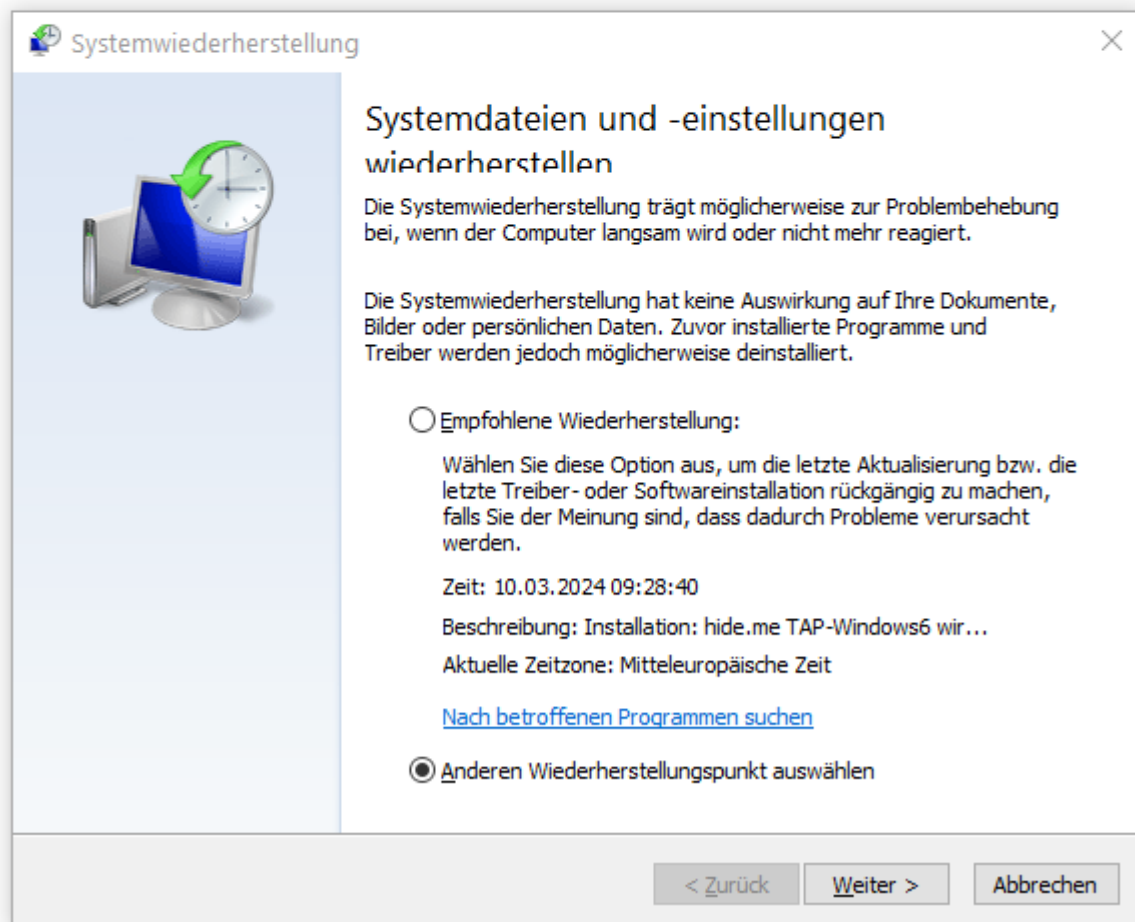 Systemwiederherstellung
Systemdateien und -einstellungen
wiederherstellen
Die Systemwiederherstellung trägt möglicherweise zur Problembehebung
bei, wenn der Computer langsam wird oder nicht mehr reagiert.
Die Systemwiederherstellung hat keine Auswirkung auf Ihre Dokumente,
Bilder oder persönlichen Daten. Zuvor installierte Programme und
Treiber werden jedoch möglicherweise deinstalliert.
Empfohlene Wiederherstellung:
Wählen Sie diese Option aus, um die letzte Aktualisierung bzw. die
letzte Treiber- oder Softwareinstallation rückgängig zu machen,
falls Sie der Meinung sind, dass dadurch Probleme verursacht
werden.
Zeit: 10.03.2024 09:28:40
Beschreibung: Installation: hide.me TAP-Windows6 wir...
Aktuelle Zeitzone: Mitteleuropäische Zeit
Nach betroffenen Programmen suchen
Anderen Wiederherstellungspunkt auswählen
< Zurück Weiter > Abbrechen